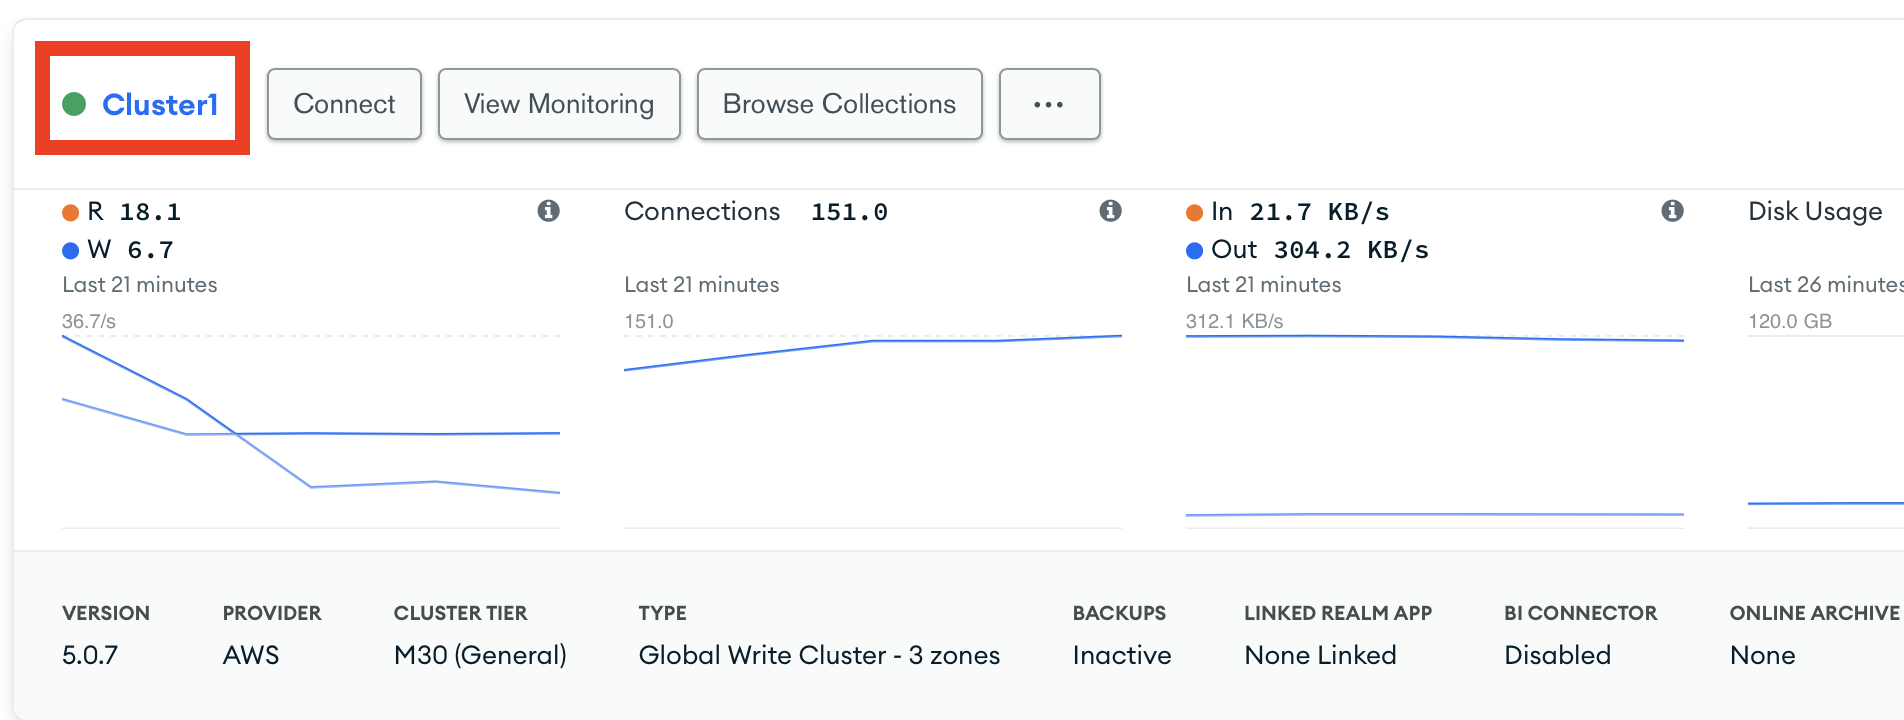 Cluster1 Connect View Monitoring Browse Collections ...
R 18.1 Connections 151.0 In 21.7 KB/s Disk Usage
W 6.7 Out 304.2 KB/s
Last 21 minutes Last 21 minutes Last 21 minutes Last 26 minutes
36.7/s 151.0 312.1 KB/s 120.0 GB
VERSION PROVIDER CLUSTER TIER TYPE BACKUPS LINKED REALM APP BI CONNECTOR ONLINE ARCHIVE
5.0.7 AWS M30 (General) Global Write Cluster - 3 zones Inactive None Linked Disabled None